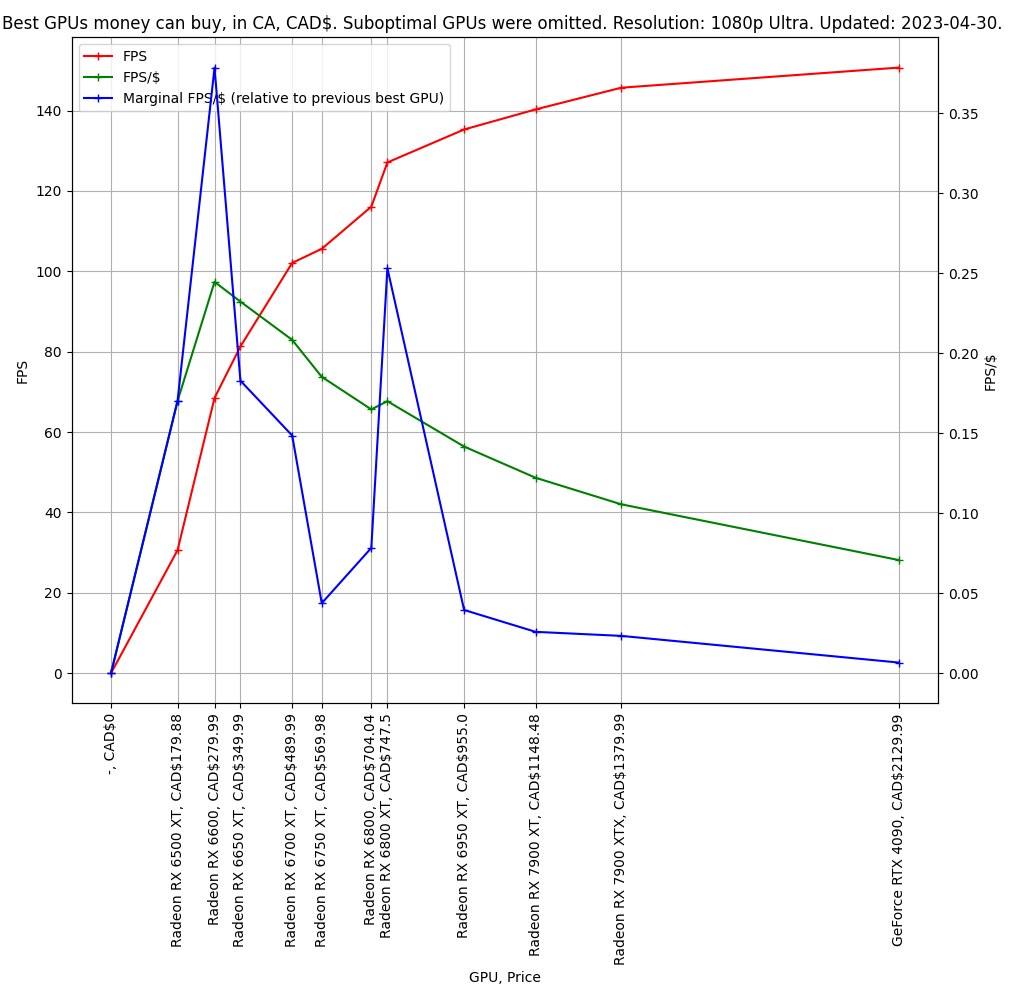 Best GPUs money can buy, in CA, CAD$. Suboptimal GPUs were omitted. Resolution: 1080p Ultra. Updated: 2023-04-30.
FPS
FPS/$
Marginal FPS/$ (relative to previous best GPU)
140
120
100
80
60
40
20
0
FPS
0.35
0.30
0.25
0.20
0.15
0.10
0.05
0.00
FPS/$
-, CAD$0
Radeon RX 6500 XT, CAD$179.88
Radeon RX 6600, CAD$279.99
Radeon RX 6650 XT, CAD$349.99
Radeon RX 6700 XT, CAD$489.99
Radeon RX 6750 XT, CAD$569.98
Radeon RX 6800, CAD$704.04
Radeon RX 6800 XT, CAD$747.5
Radeon RX 6950 XT, CAD$955.0
Radeon RX 7900 XT, CAD$1148.48
Radeon RX 7900 XTX, CAD$1379.99
GeForce RTX 4090, CAD$2129.99
GPU, Price